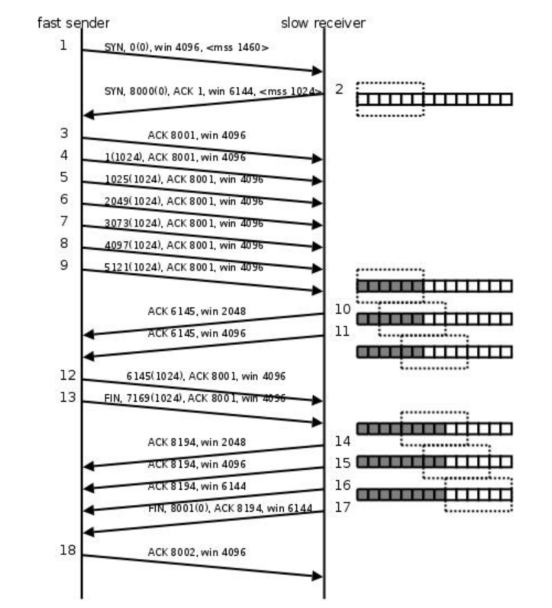 fast sender slow receiver
1 SYN, 0(0), win 4096, <mss 1460>
SYN, 8000(0), ACK 1, win 6144, <mss 1024> 2
3 ACK 8001, win 4096
4 1(1024), ACK 8001, win 4096
5 1025(1024), ACK 8001, win 4096
6 2049(1024), ACK 8001, win 4096
7 3073(1024), ACK 8001, win 4096
8 4097(1024), ACK 8001, win 4096
9 5121(1024), ACK 8001, win 4096
ACK 6145, win 2048 10
ACK 6145, win 4096 11
12 6145(1024), ACK 8001, win 4096
13 FIN, 7169(1024), ACK 8001, win 4096
ACK 8194, win 2048 14
ACK 8194, win 4096 15
ACK 8194, win 6144 16
FIN, 8001(0), ACK 8194, win 6144 17
18 ACK 8002, win 4096